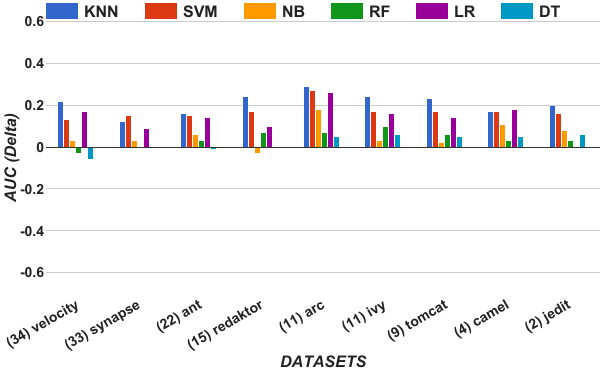 KNN SVM NB RF LR DT
0.6
0.4
0.2
0
-0.2
-0.4
-0.6
AUC (Delta)
(34) velocity (33) synapse (22) ant (15) redaktor (11) arc (11) ivy (9) tomcat (4) camel (2) jedit
DATASETS